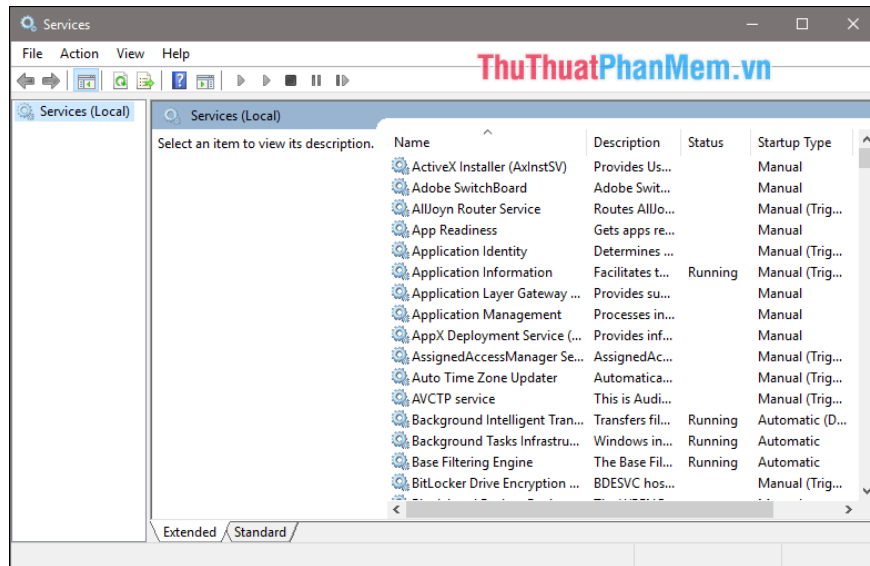 Services
File Action View Help
ThuThuatPhanMem.vn
Services (Local)
Services (Local)
Select an item to view its description.
Name Description Status Startup Type
ActiveX Installer (AxInstSV) Provides Us... Manual
Adobe SwitchBoard Adobe Swit... Manual
AllJoyn Router Service Routes AllJo... Manual (Trig...
App Readiness Gets apps re... Manual
Application Identity Determines ... Manual (Trig...
Application Information Facilitates t... Running Manual (Trig...
Application Layer Gateway ... Provides su... Manual
Application Management Processes in... Manual
AppX Deployment Service (... Provides inf... Manual
AssignedAccessManager Se... AssignedAc... Manual (Trig...
Auto Time Zone Updater Automatica... Manual (Trig...
AVCTP service This is Audi... Manual (Trig...
Background Intelligent Tran... Transfers fil... Running Automatic (D...
Background Tasks Infrastru... Windows in... Running Automatic
Base Filtering Engine The Base Fil... Running Automatic
BitLocker Drive Encryption ... BDESVC hos... Manual (Trig...
Extended Standard